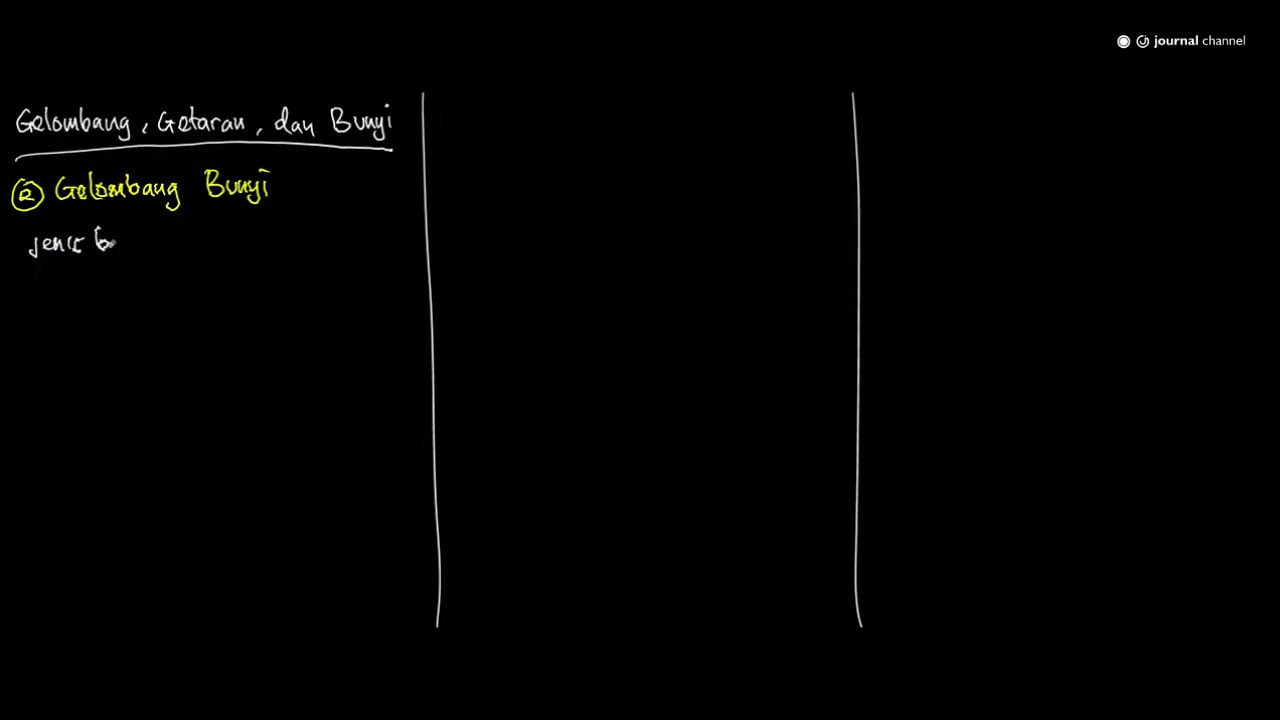 journal channel
Gelombang, Getaran, dan Bunyi
② Gelombang Bunyi
jenis b